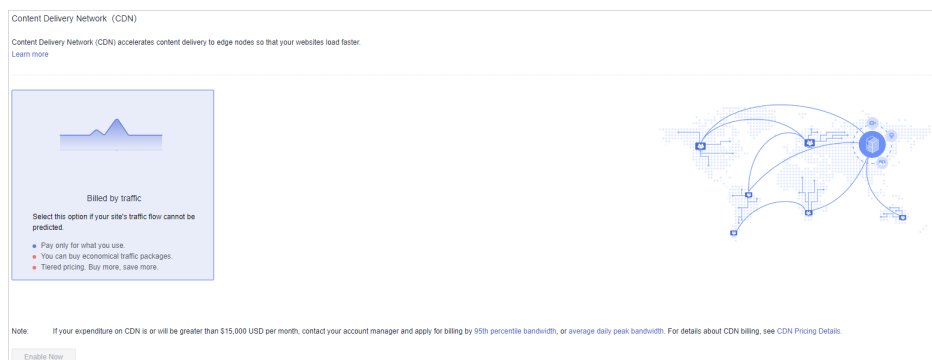 Content Delivery Network (CDN)
Content Delivery Network (CDN) accelerates content delivery to edge nodes so that your websites load faster.
Learn more
Billed by traffic
Select this option if your site's traffic flow cannot be
predicted.
Pay only for what you use.
You can buy economical traffic packages.
Tiered pricing. Buy more, save more.
Note: If your expenditure on CDN is or will be greater than $15,000 USD per month, contact your account manager and apply for billing by 95th percentile bandwidth, or average daily peak bandwidth. For details about CDN billing, see CDN Pricing Details.
Enable Now